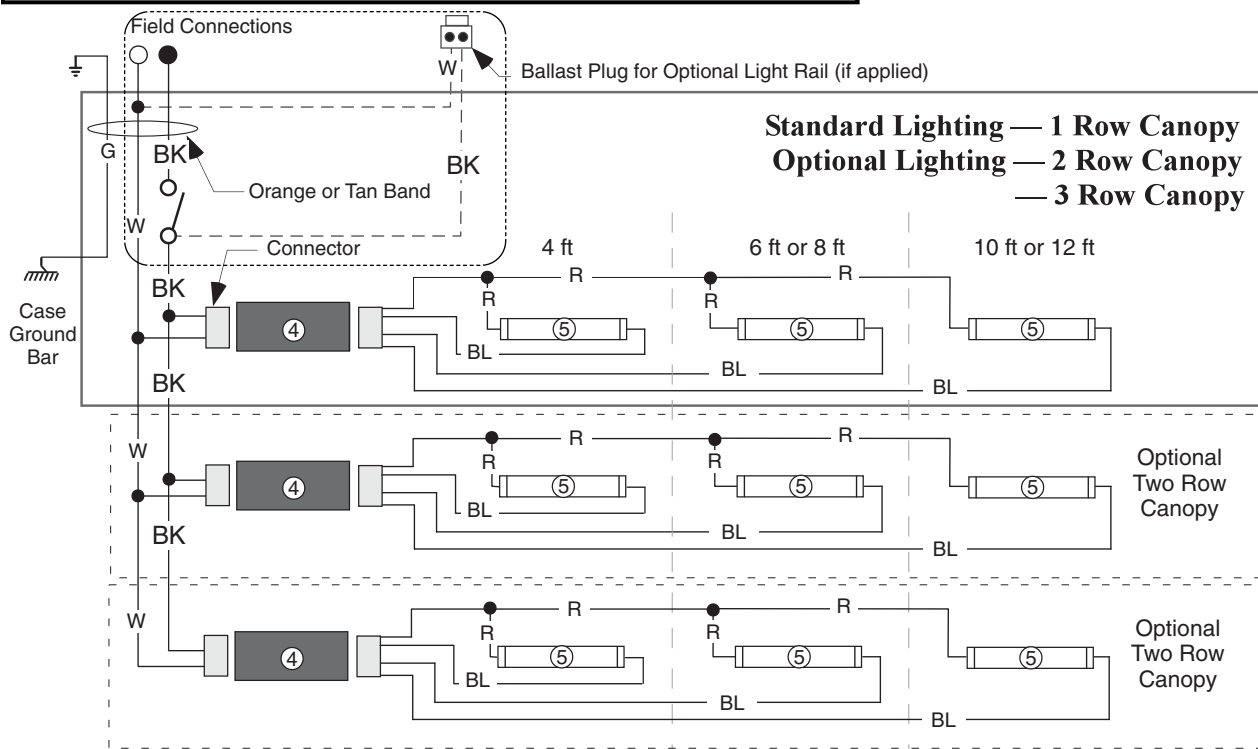 Field Connections
W
Ballast Plug for Optional Light Rail (if applied)
Standard Lighting — 1 Row Canopy
Optional Lighting — 2 Row Canopy
— 3 Row Canopy
G
BK
BK
Orange or Tan Band
W
Connector
4 ft
6 ft or 8 ft
10 ft or 12 ft
R
R
BK
R
R
Case
Ground
Bar
4
5
5
5
BL
BL
BL
BK
W
R
R
R
R
4
5
5
5
Optional
Two Row
Canopy
BL
BL
BL
BK
W
R
R
R
R
4
5
5
5
Optional
Two Row
Canopy
BL
BL
BL